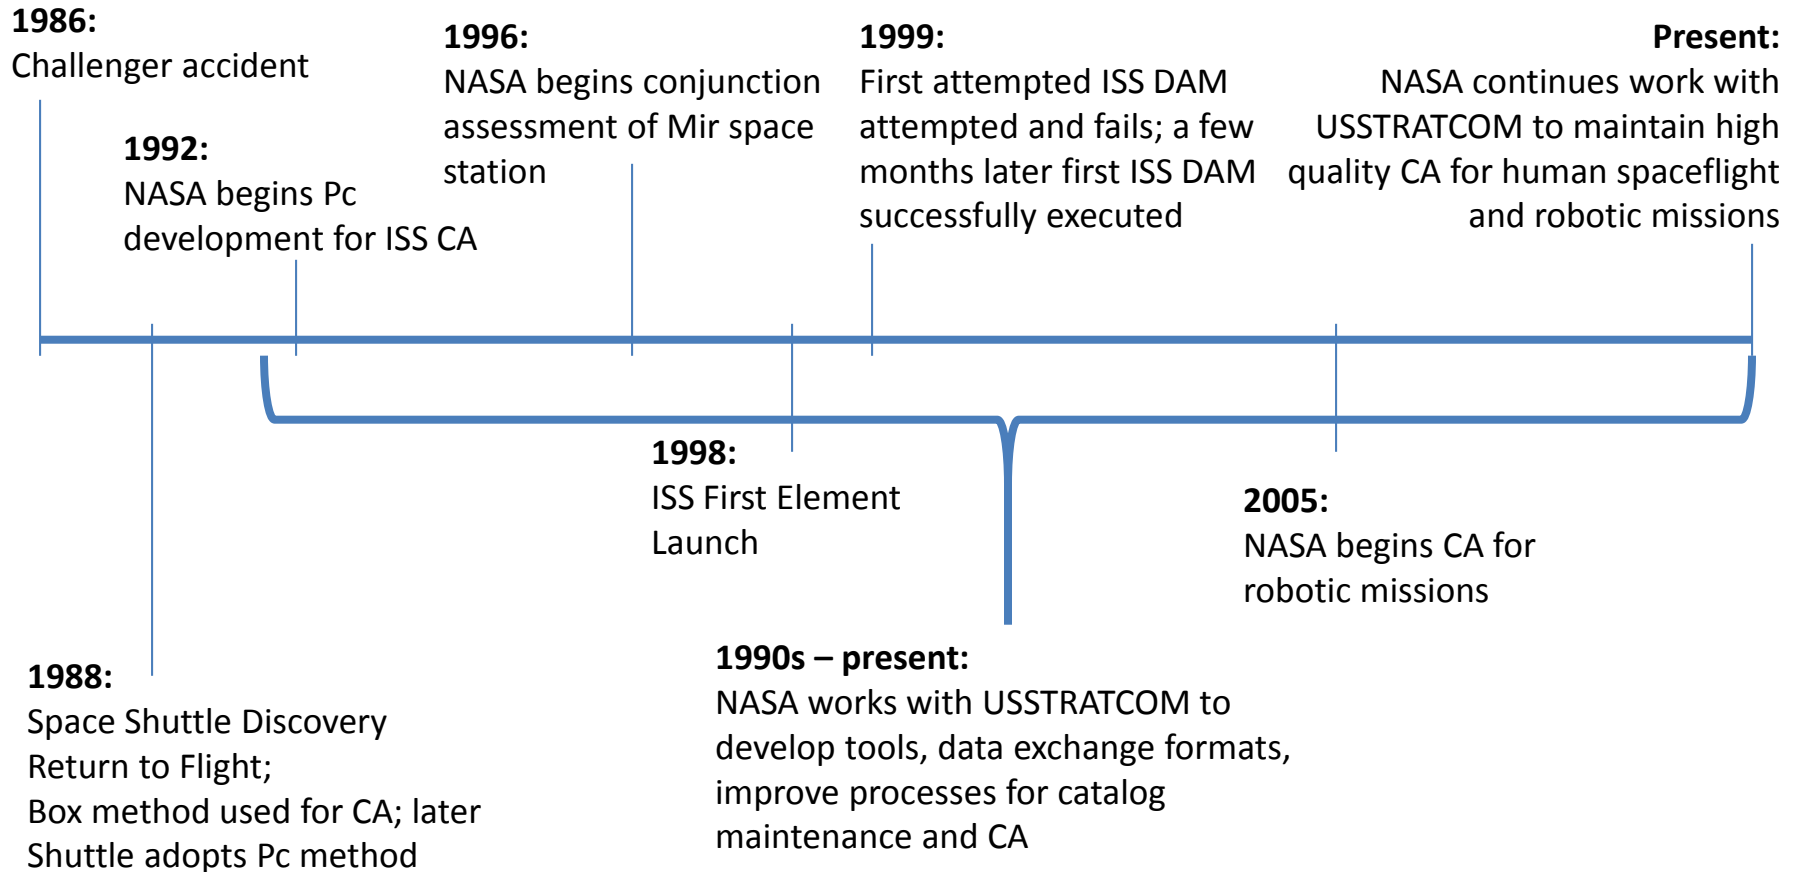 1986:
Challenger accident
1992:
NASA begins Pc
development for ISS CA
1996:
NASA begins conjunction
assessment of Mir space
station
1999:
First attempted ISS DAM
attempted and fails; a few
months later first ISS DAM
successfully executed
Present:
NASA continues work with
USSTRATCOM to maintain high
quality CA for human spaceflight
and robotic missions
1988:
Space Shuttle Discovery
Return to Flight;
Box method used for CA; later
Shuttle adopts Pc method
1998:
ISS First Element
Launch
1990s – present:
NASA works with USSTRATCOM to
develop tools, data exchange formats,
improve processes for catalog
maintenance and CA
2005:
NASA begins CA for
robotic missions